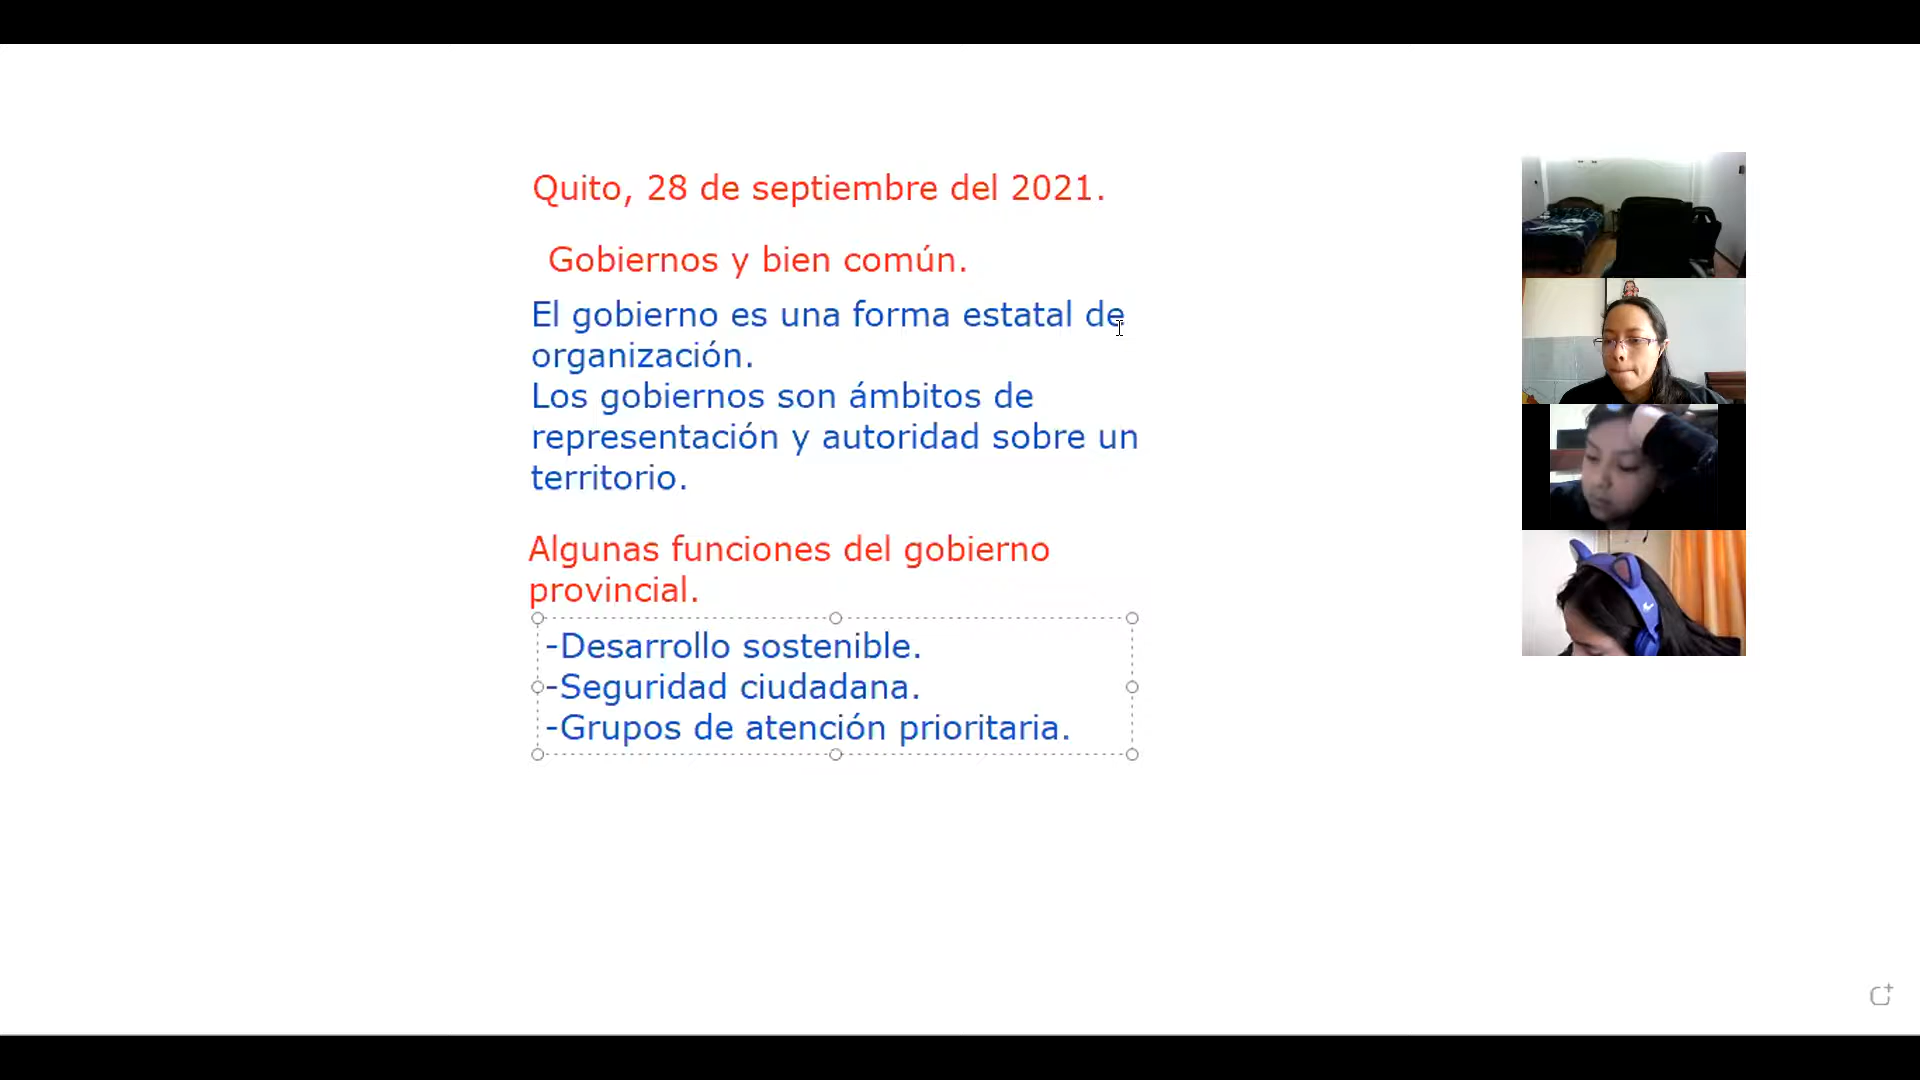 Quito, 28 de septiembre del 2021.
Gobiernos y bien común.
El gobierno es una forma estatal de
organización.
Los gobiernos son ámbitos de
representación y autoridad sobre un
territorio.
Algunas funciones del gobierno
provincial.
-Desarrollo sostenible.
-Seguridad ciudadana.
-Grupos de atención prioritaria.